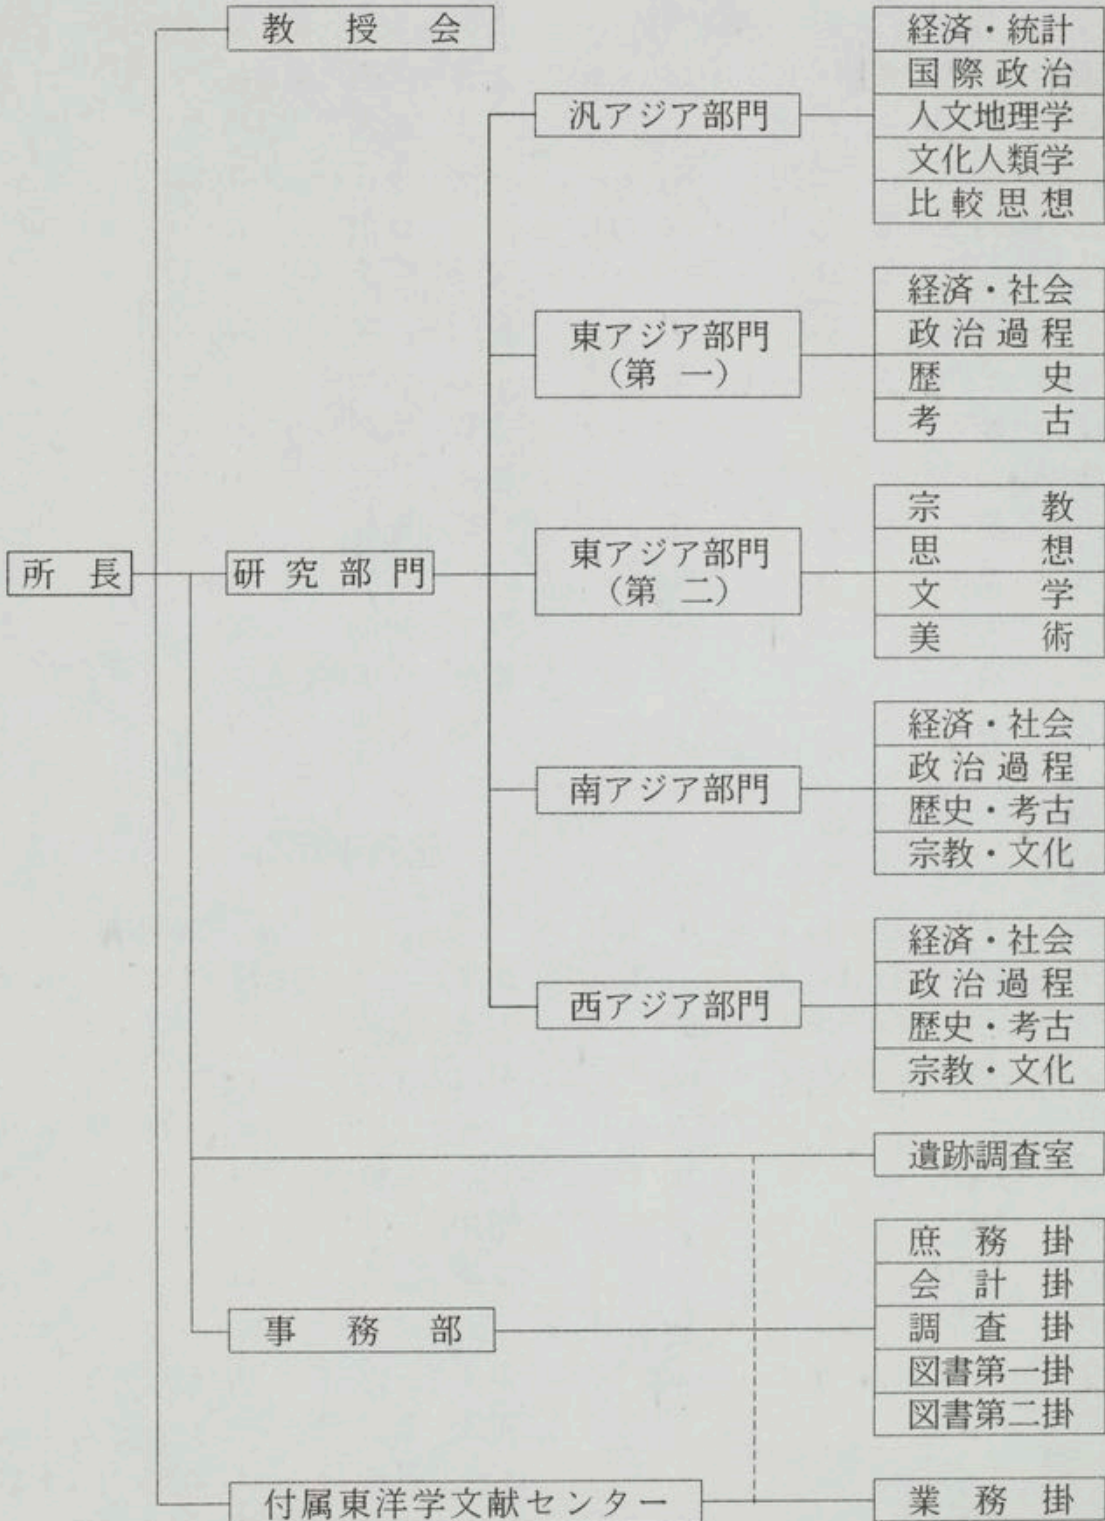 所長
教授会
研究部門
汎アジア部門
経済・統計
国際政治
人文地理学
文化人類学
比較思想
東アジア部門
(第一)
経済・社会
政治過程
歴史
考古
東アジア部門
(第二)
宗教
思想
文学
美術
南アジア部門
経済・社会
政治過程
歴史・考古
宗教・文化
西アジア部門
経済・社会
政治過程
歴史・考古
宗教・文化
遺跡調査室
事務部
庶務掛
会計掛
調査掛
図書第一掛
図書第二掛
付属東洋学文献センター
業務掛